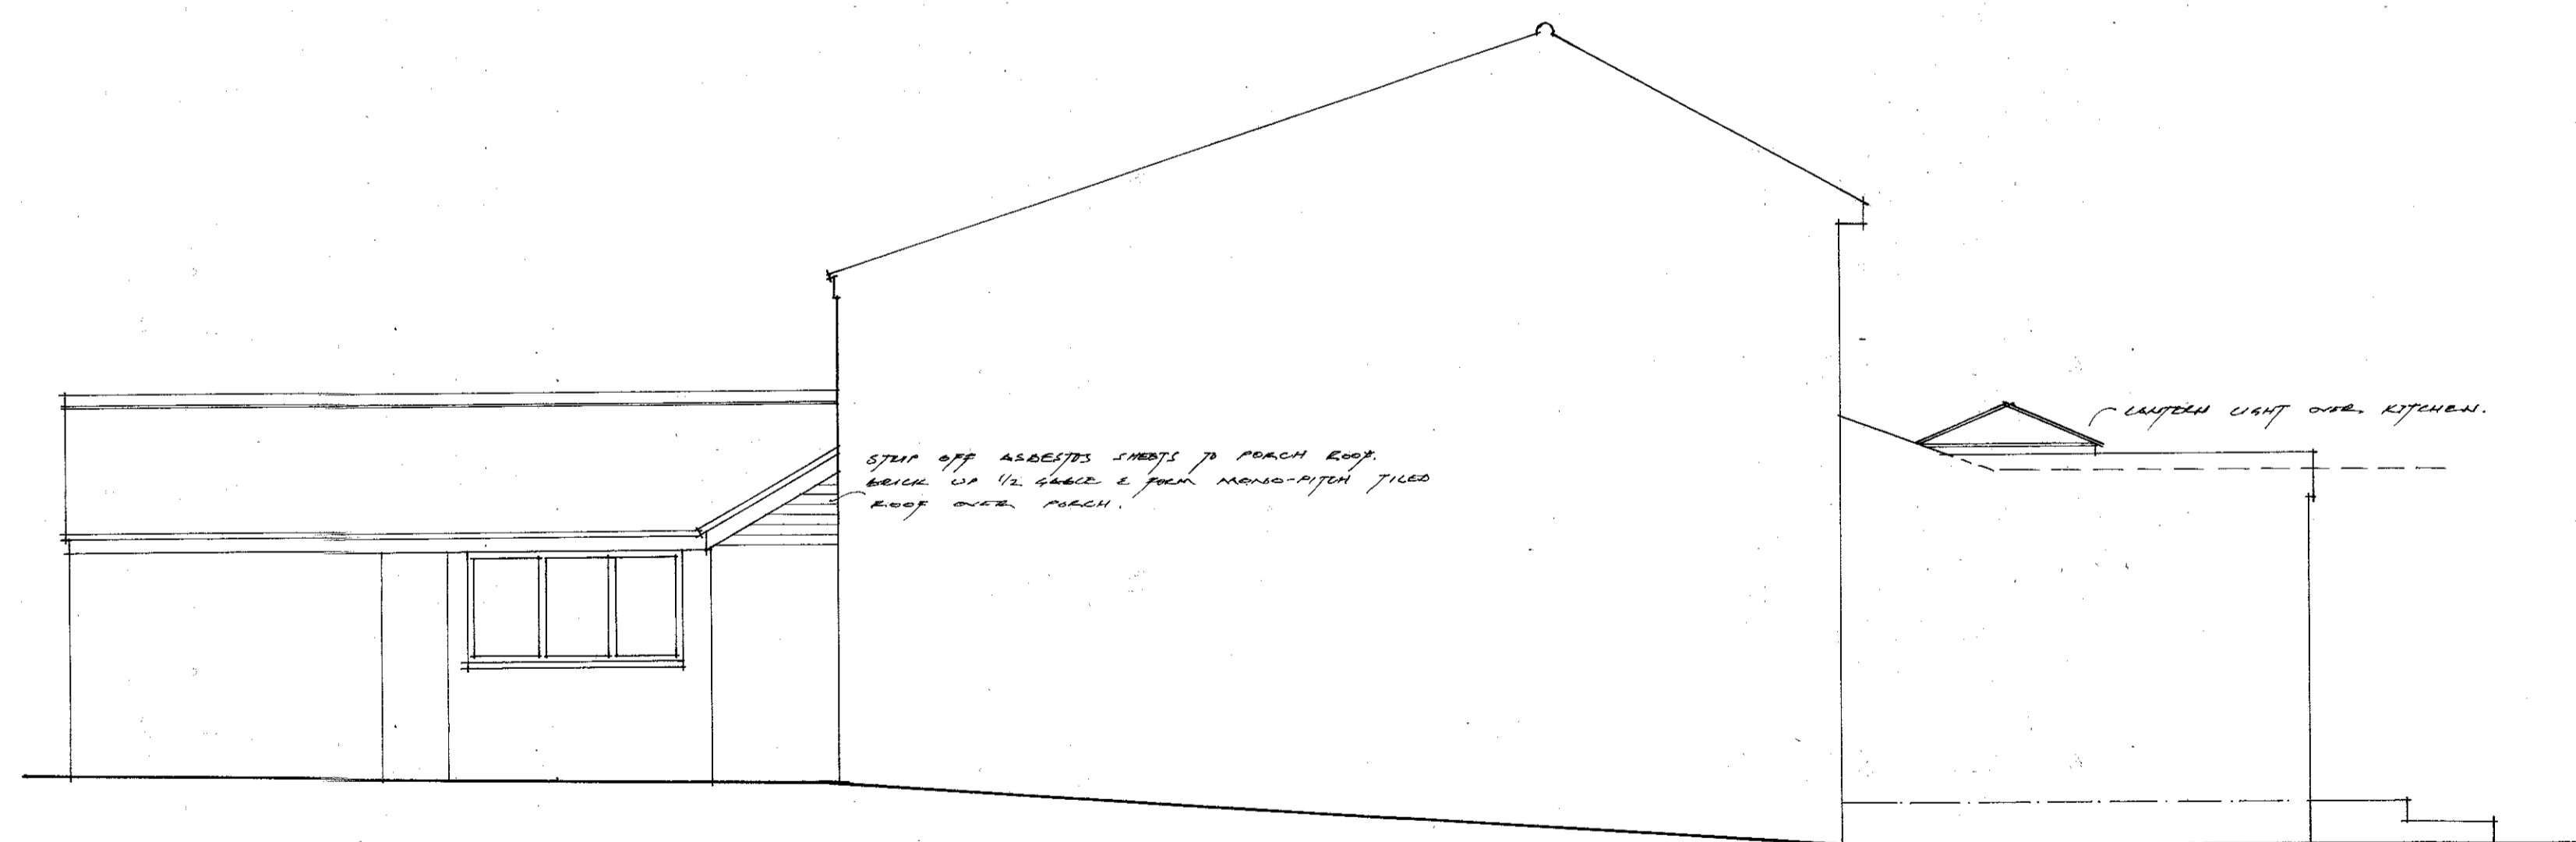 STRIP OFF ASBESTOS SHEETS TO PORCH ROOF.
BRICK UP 1/2 GABLE & FORM MONO-PITCH TILED
ROOF OVER PORCH.
LANTERN LIGHT OVER KITCHEN.